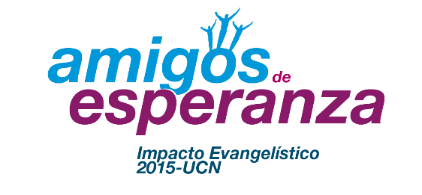 amigos de
esperanza
Impacto Evangelístico
2015-UCN